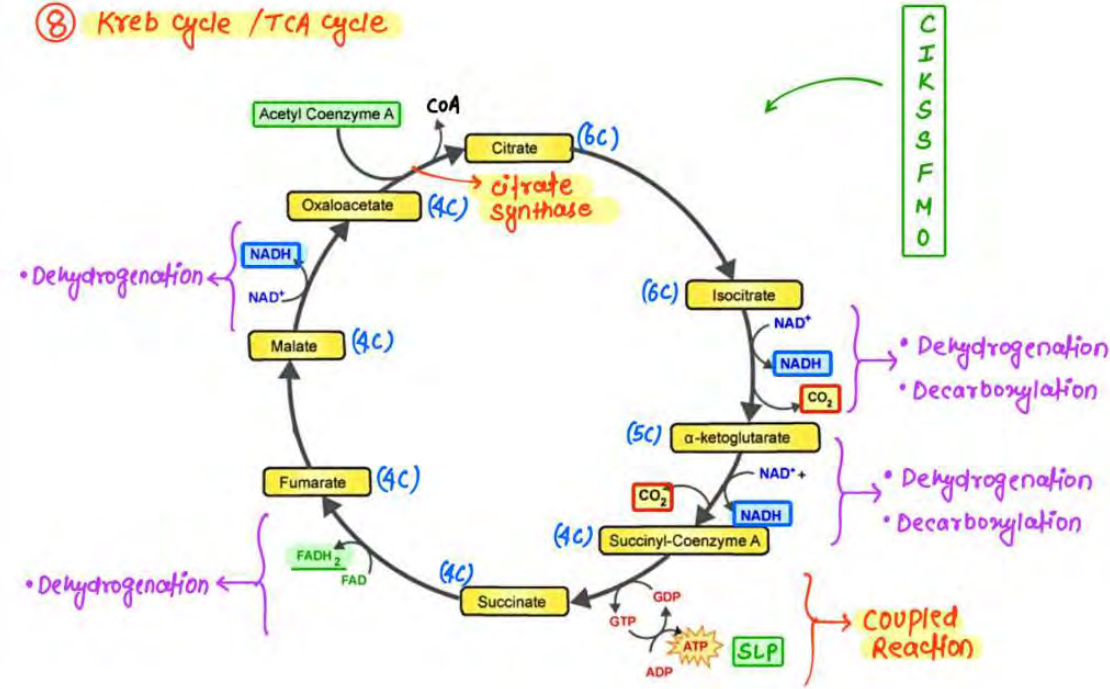 ⑧ Kreb cycle / TCA cycle
C
I
K
S
S
F
M
O
Acetyl Coenzyme A
CoA
Citrate
(6C)
citrate
synthase
Oxaloacetate
(4C)
NADH
NAD+
• Dehydrogenation
Isocitrate
(6C)
NAD+
NADH
CO2
• Dehydrogenation
• Decarboxylation
Malate
(4C)
(5C)
α-ketoglutarate
NAD+ +
NADH
CO2
• Dehydrogenation
• Decarboxylation
Fumarate
(4C)
(4C)
Succinyl-Coenzyme A
FADH2
FAD
• Dehydrogenation
(4C)
Succinate
GDP
GTP
ATP
ADP
SLP
Coupled
Reaction